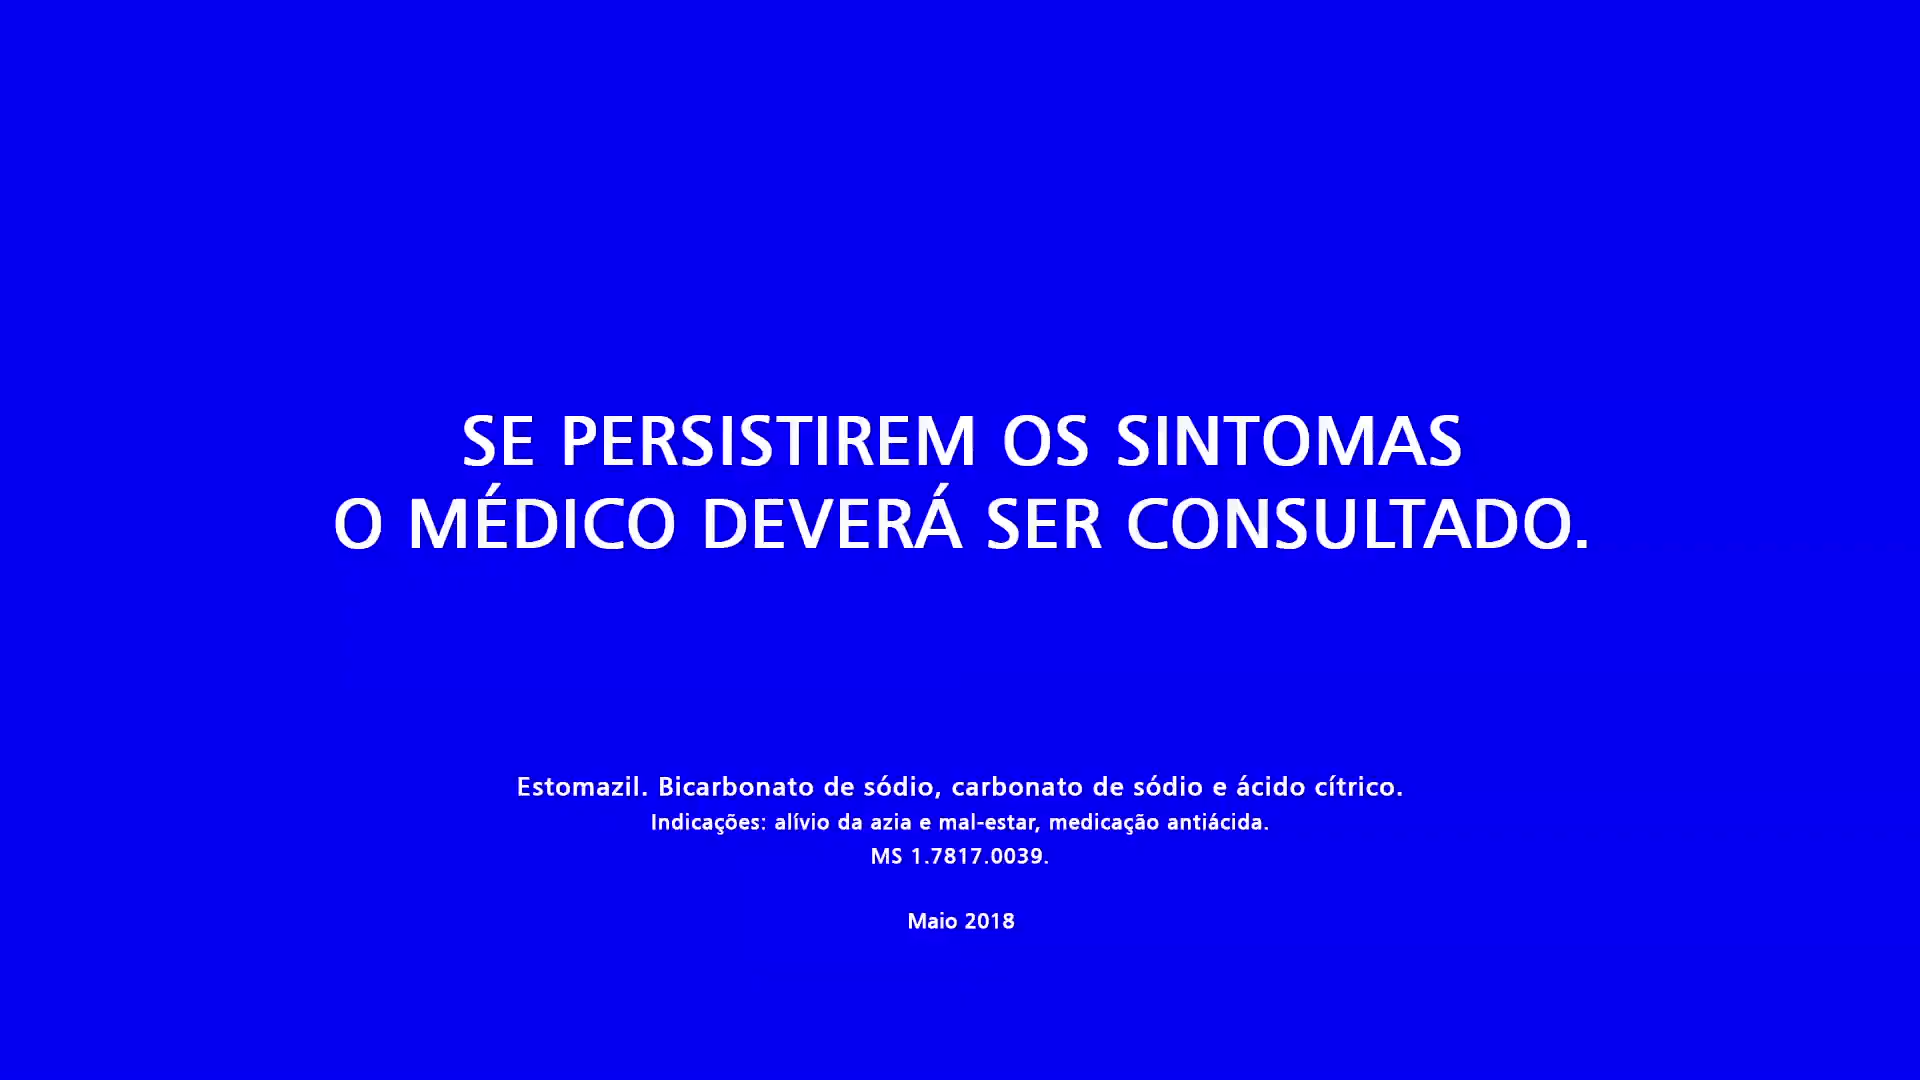 SE PERSISTIREM OS SINTOMAS
O MÉDICO DEVERÁ SER CONSULTADO.
Estomazil. Bicarbonato de sódio, carbonato de sódio e ácido cítrico.
Indicações: alívio da azia e mal-estar, medicação antiácida.
MS 1.7817.0039.
Maio 2018